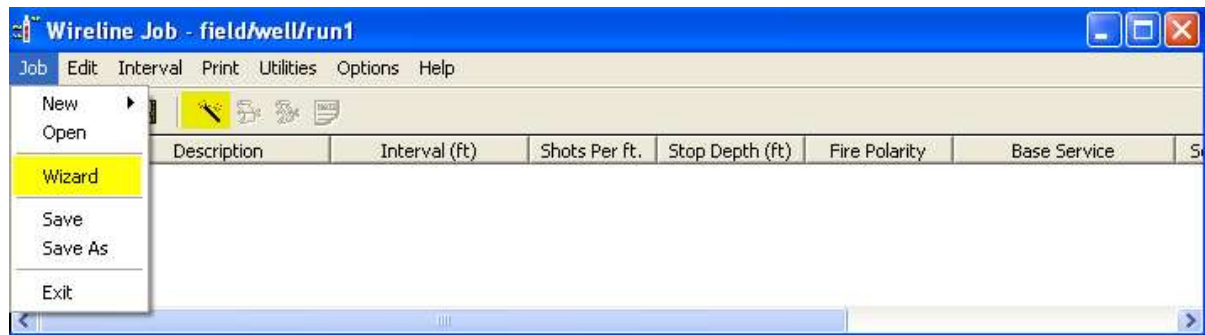 Wireline Job - field/well/run1
Job Edit Interval Print Utilities Options Help
New
Open
Description Interval (ft) Shots Per ft. Stop Depth (ft) Fire Polarity Base Service
Wizard
Save
Save As
Exit